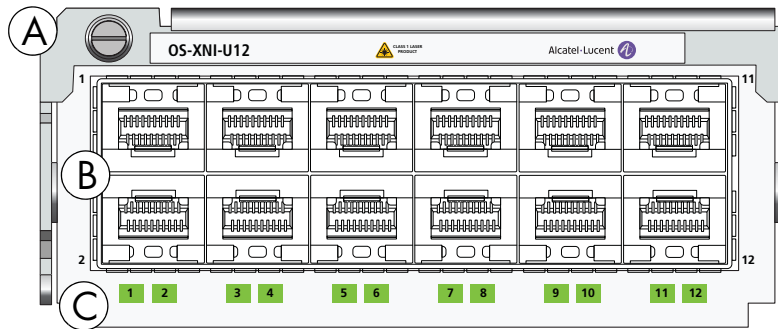 A
OS-XNI-U12
CLASS 1 LASER
PRODUCT
Alcatel·Lucent
1
11
B
2
12
1 2 3 4 5 6 7 8 9 10 11 12
C